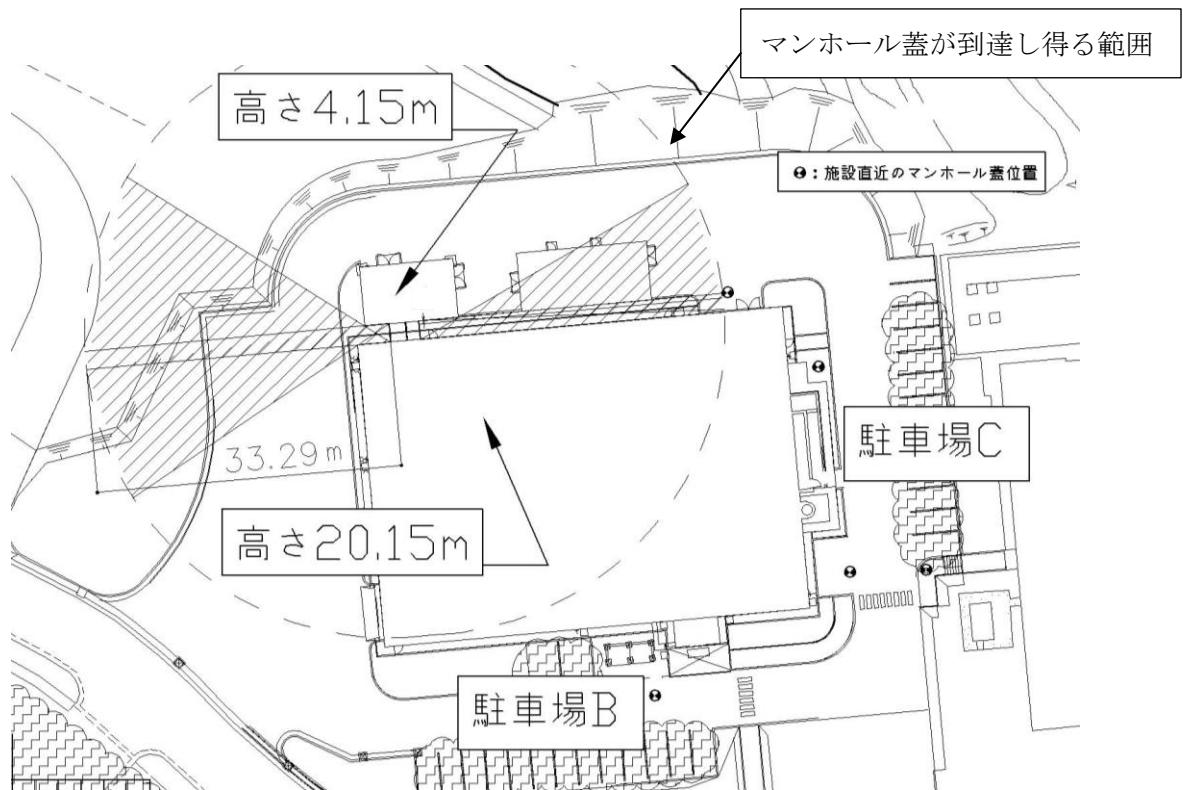 マンホール蓋が到達し得る範囲
高さ4.15m
：施設直近のマンホール蓋位置
駐車場C
33.29m
高さ20.15m
駐車場B